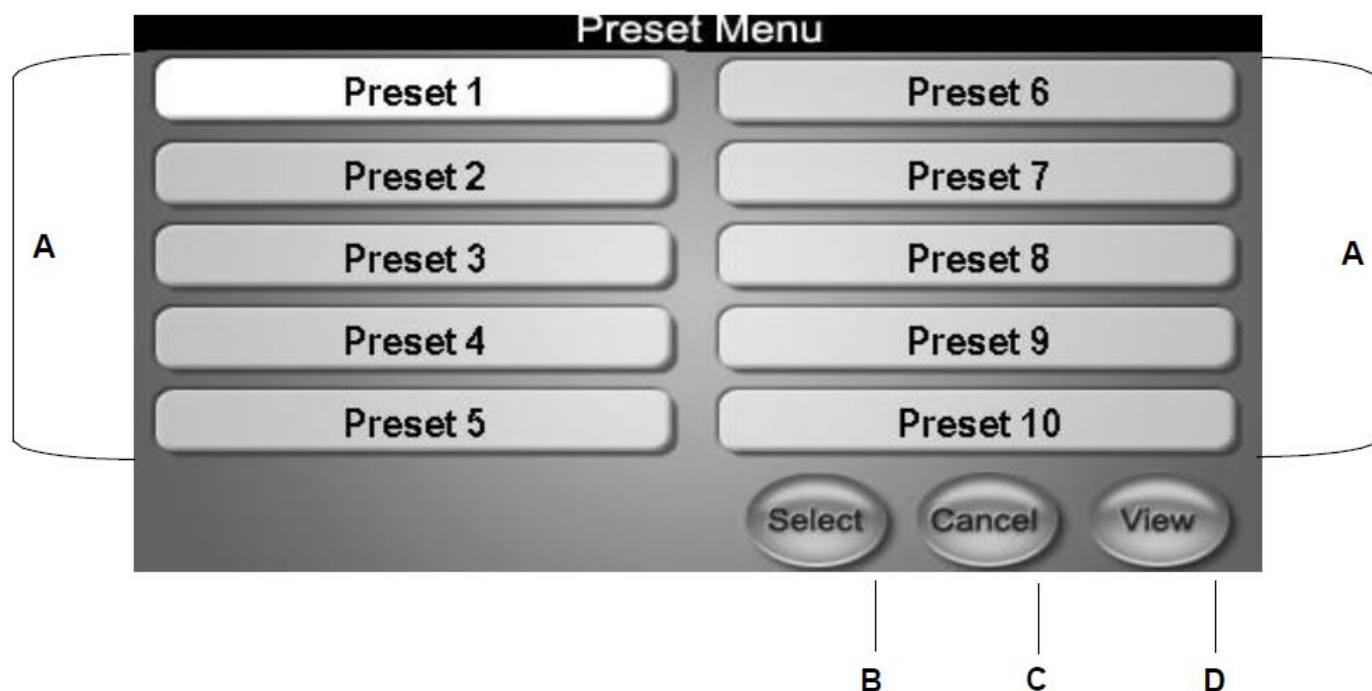 Preset Menu
Preset 1
Preset 2
Preset 3
Preset 4
Preset 5
Preset 6
Preset 7
Preset 8
Preset 9
Preset 10
Select Cancel View
A
A
B C D